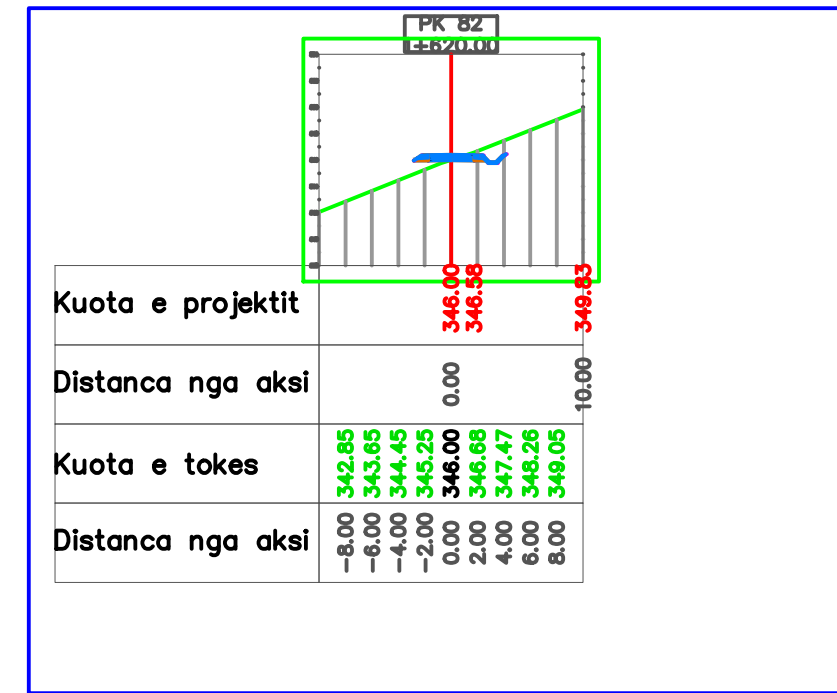 PK 82
+620.00
Kuota e projektit
346.00 346.58 349.83
Distanca nga aksi
0.00 10.00
Kuota e tokes
342.85 343.65 344.45 345.25 346.00 346.68 347.47 348.26 349.05
Distanca nga aksi
-8.00 -6.00 -4.00 -2.00 0.00 2.00 4.00 6.00 8.00